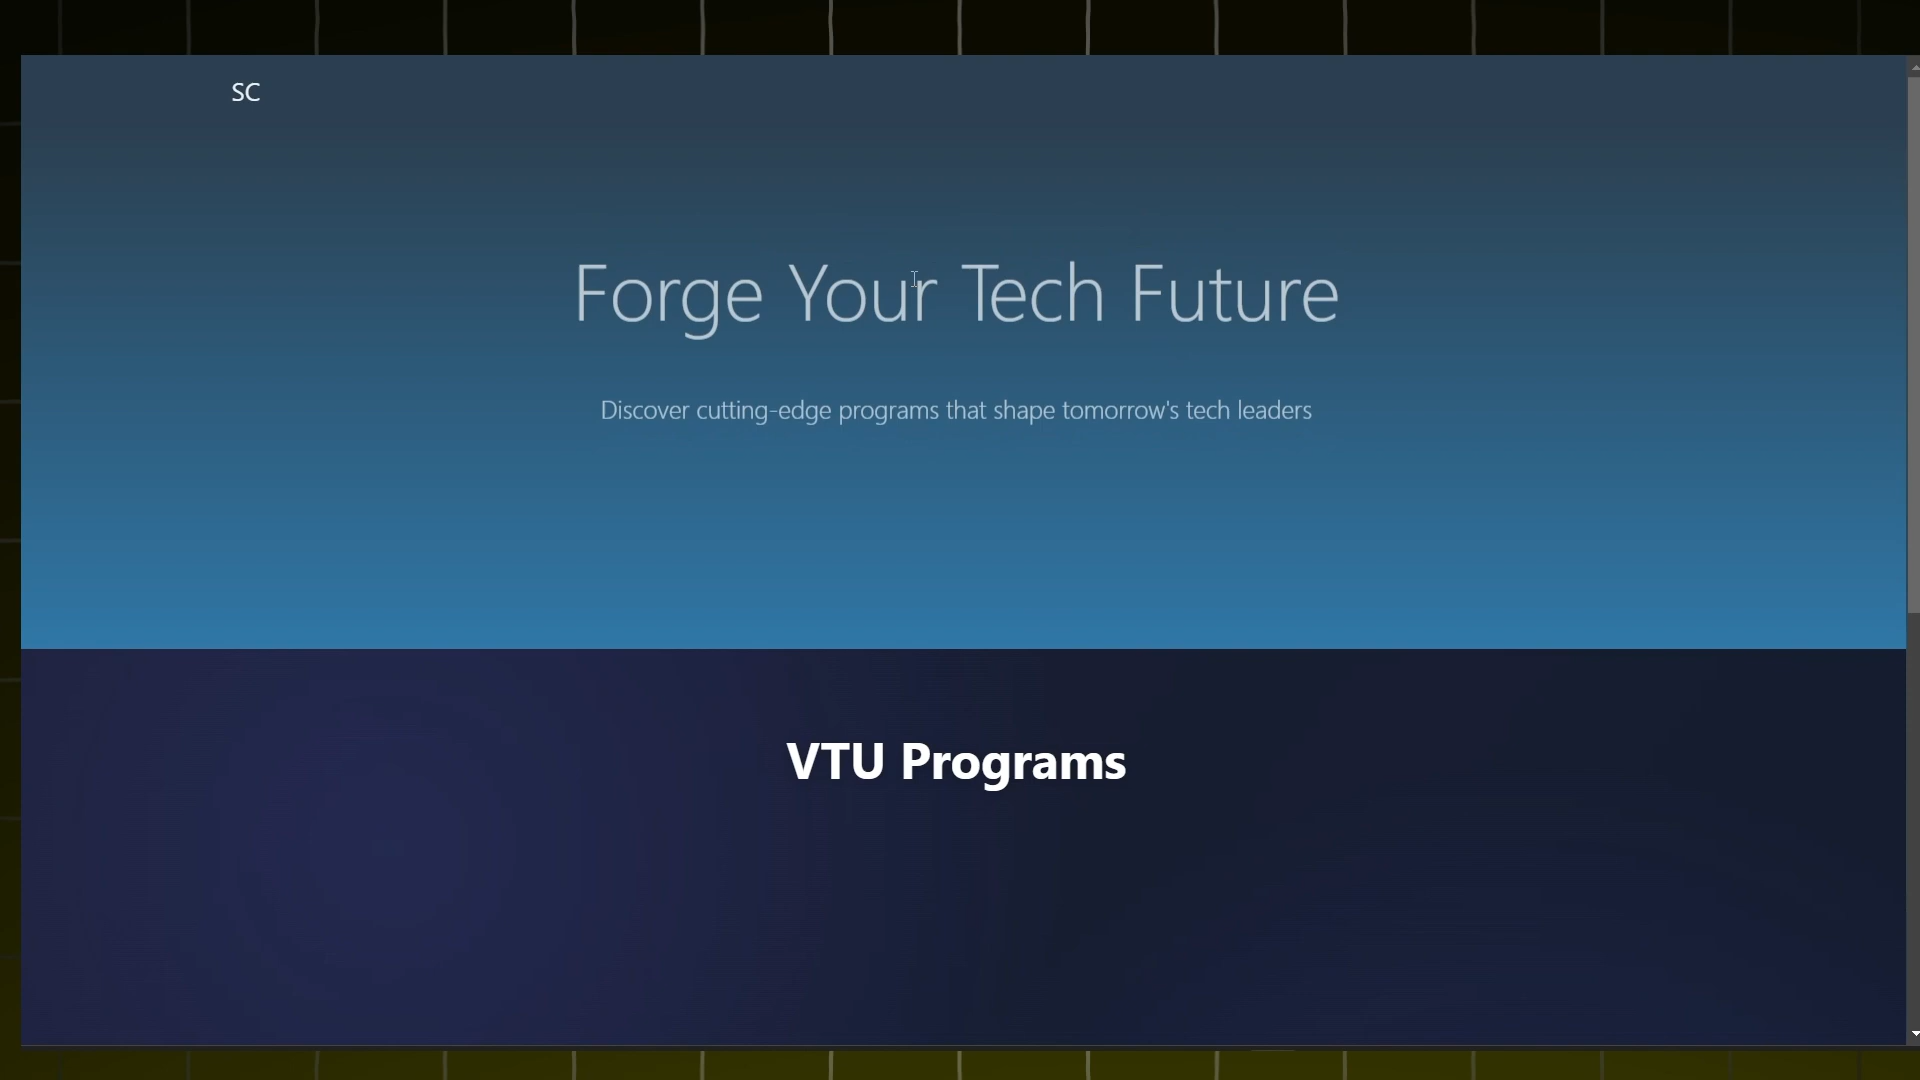 SC
Forge Your Tech Future
Discover cutting-edge programs that shape tomorrow's tech leaders
VTU Programs